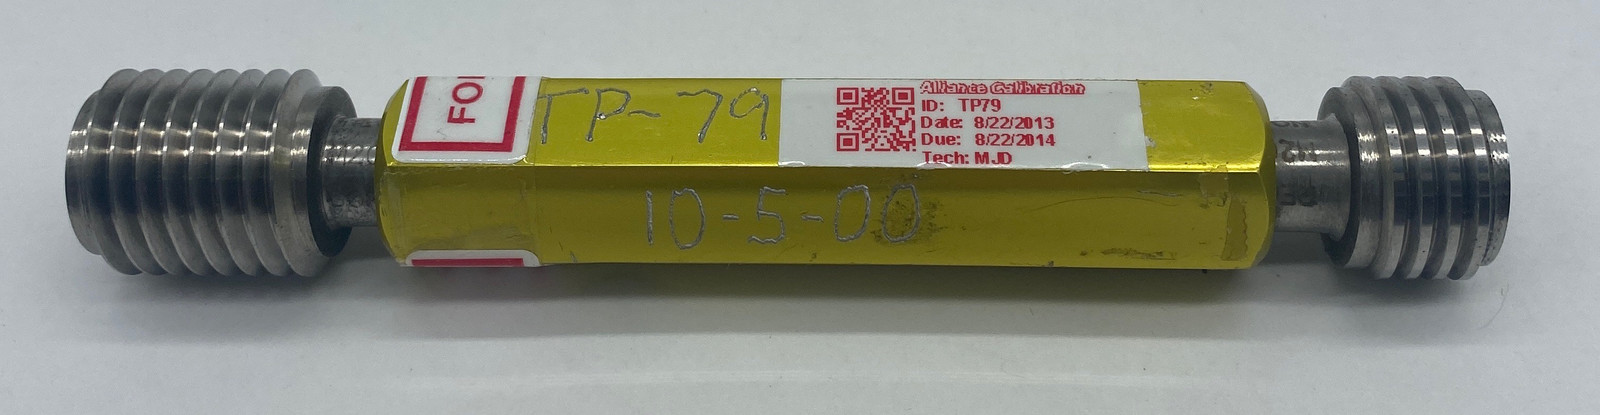 TP-79
Alliance Calibration
ID: TP79
Date: 8/22/2013
Due: 8/22/2014
Tech: MJD
10-5-00